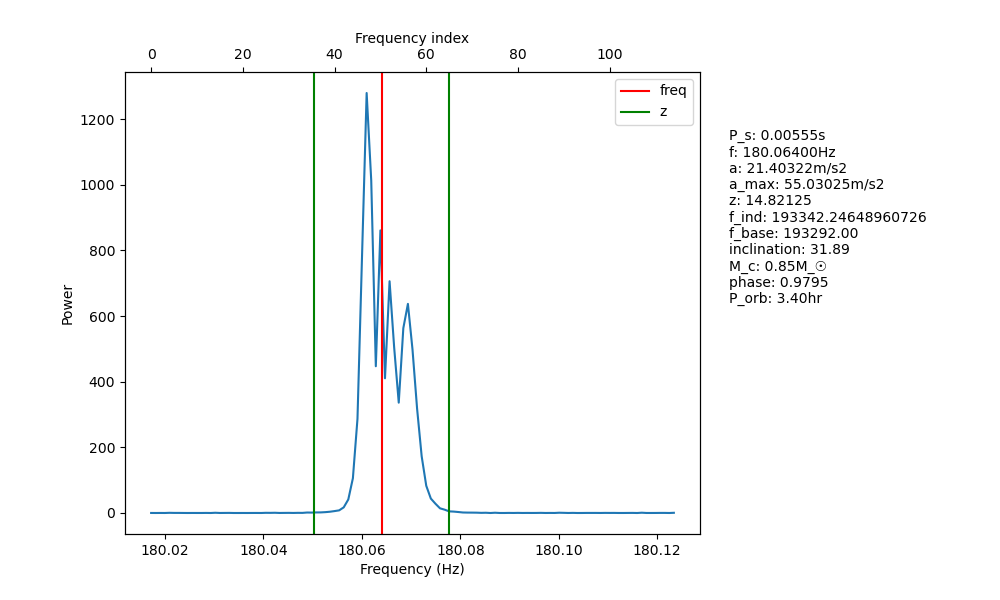 Frequency index
0 20 40 60 80 100
1200
1000
800
600
400
200
0
Power
180.02 180.04 180.06 180.08 180.10 180.12
Frequency (Hz)
freq
z
P_s: 0.00555s
f: 180.06400Hz
a: 21.40322m/s2
a_max: 55.03025m/s2
z: 14.82125
f_ind: 193342.24648960726
f_base: 193292.00
inclination: 31.89
M_c: 0.85M_☉
phase: 0.9795
P_orb: 3.40hr